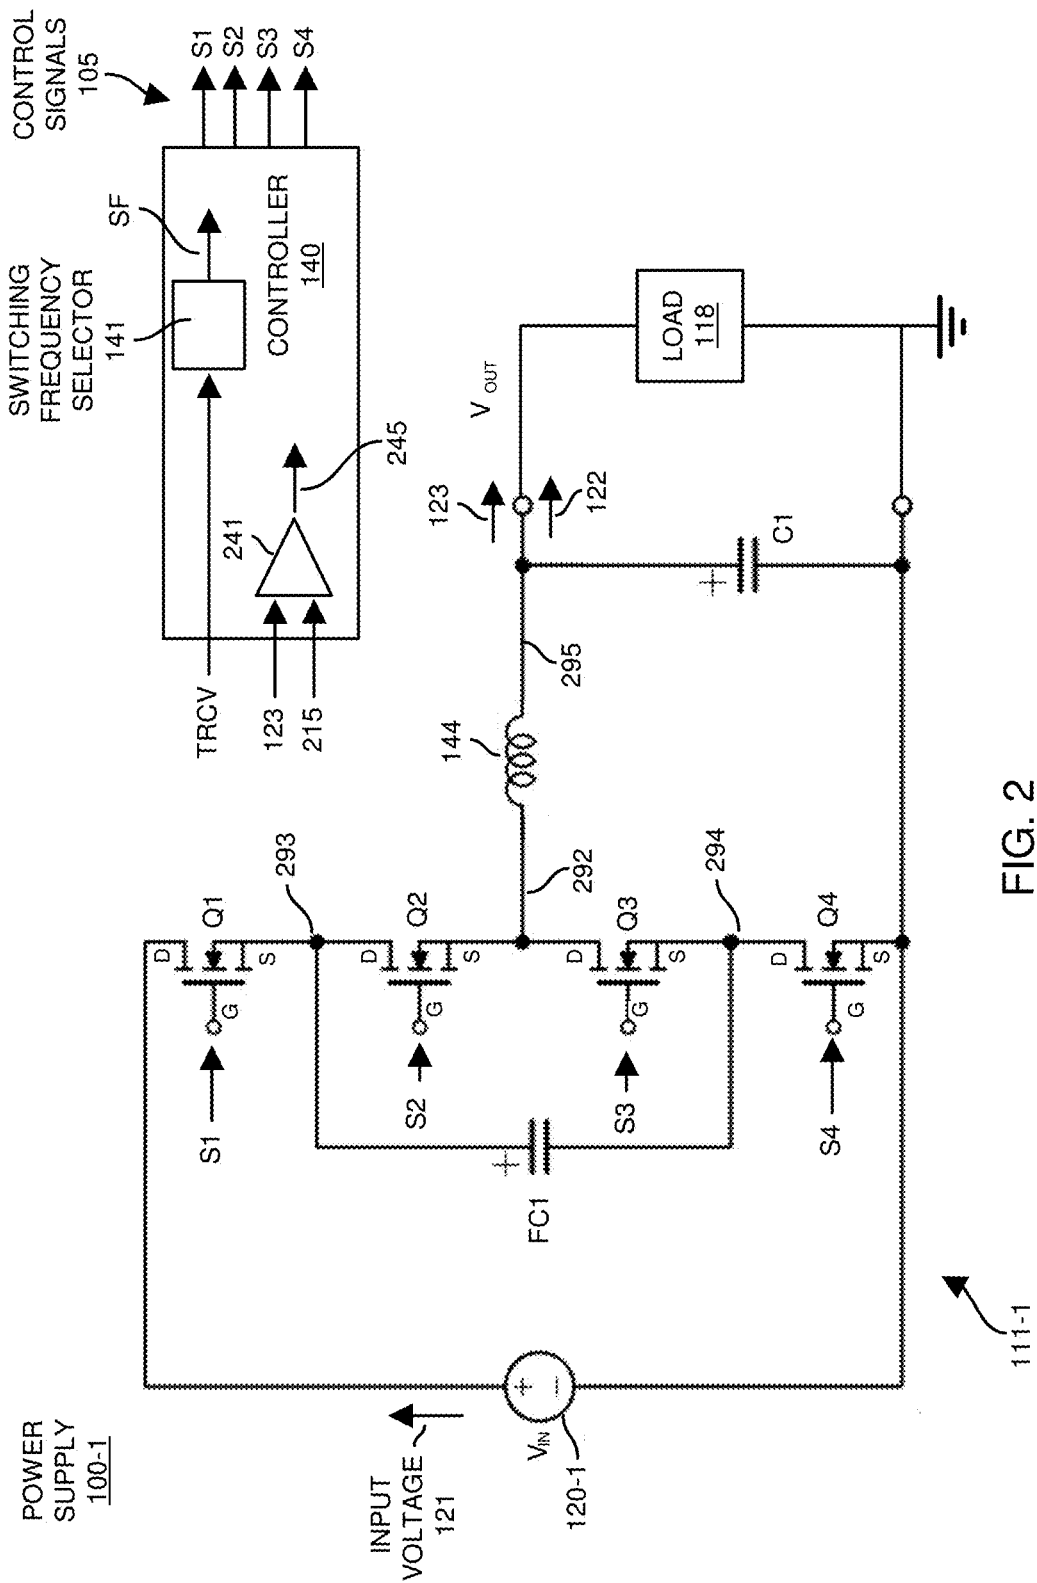 POWER
SUPPLY
100-1
SWITCHING
FREQUENCY
SELECTOR
141
SF
CONTROL
SIGNALS
105
TRCV
123
215
241
245
CONTROLLER
140
S1
S2
S3
S4
INPUT
VOLTAGE
121
VIN
+
−
120-1
S1
G
D
S
Q1
293
S2
G
D
S
Q2
FC1
+
292
144
295
123
122
VOUT
S3
G
D
S
Q3
294
S4
G
D
S
Q4
+
C1
LOAD
118
111-1
FIG. 2